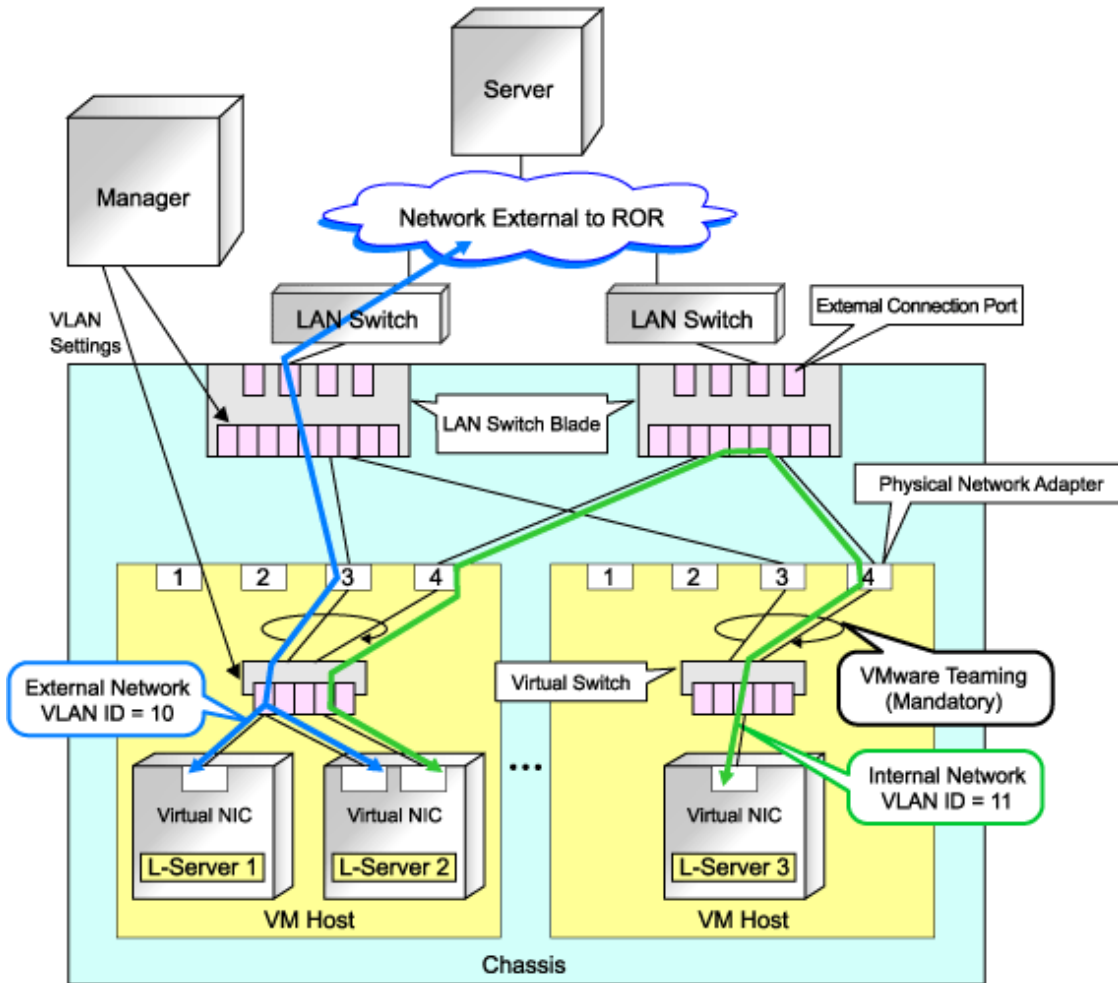 Server
Manager
Network External to ROR
LAN Switch
LAN Switch
External Connection Port
VLAN
Settings
LAN Switch Blade
Physical Network Adapter
1
2
3
4
1
2
3
4
External Network
VLAN ID = 10
Virtual Switch
VMware Teaming
(Mandatory)
Internal Network
VLAN ID = 11
Virtual NIC
L-Server 1
Virtual NIC
L-Server 2
...
Virtual NIC
L-Server 3
VM Host
VM Host
Chassis